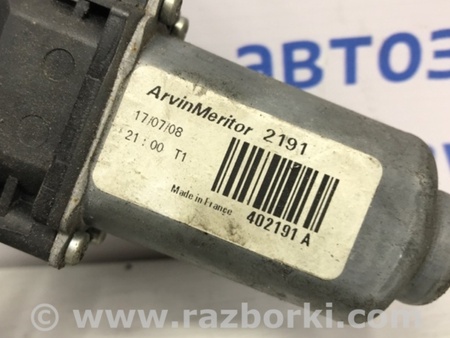 автоз
ArvinMeritor 2191
17/07/08
21:00 T1
Made in France
402191 A
© www.razborki.com